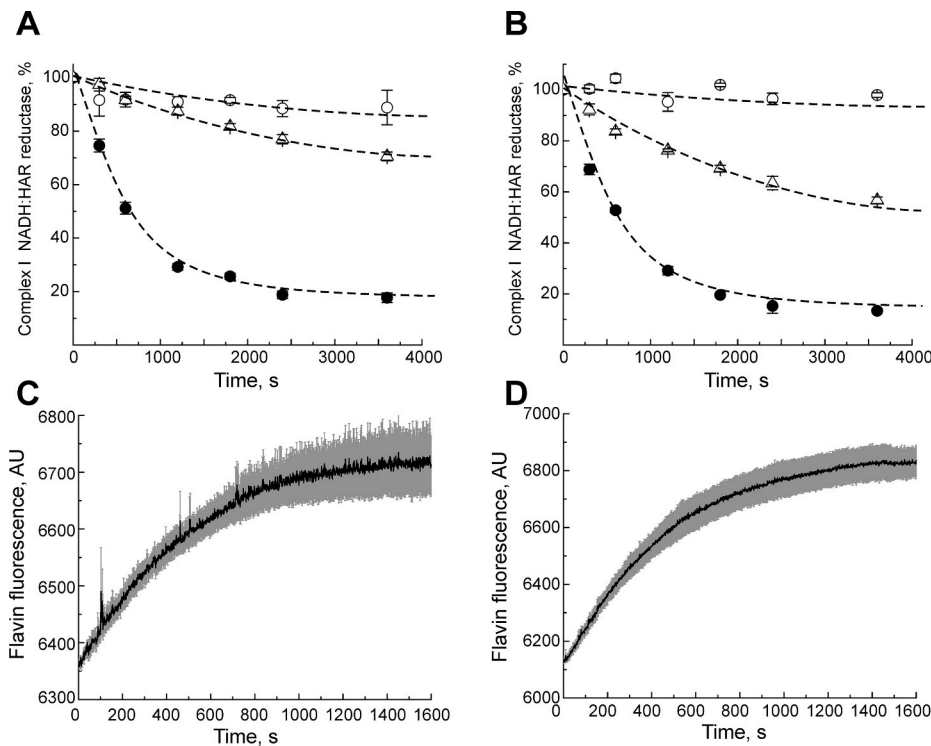 A
Complex I NADH:HAR reductase, %
100
80
60
40
20
0 1000 2000 3000 4000
Time, s
B
Complex I NADH:HAR reductase, %
100
80
60
40
20
0 1000 2000 3000 4000
Time, s
C
Flavin fluorescence, AU
6800
6700
6600
6500
6400
6300
0 200 400 600 800 1000 1200 1400 1600
Time, s
D
Flavin fluorescence, AU
7000
6800
6600
6400
6200
6000
0 200 400 600 800 1000 1200 1400 1600
Time, s